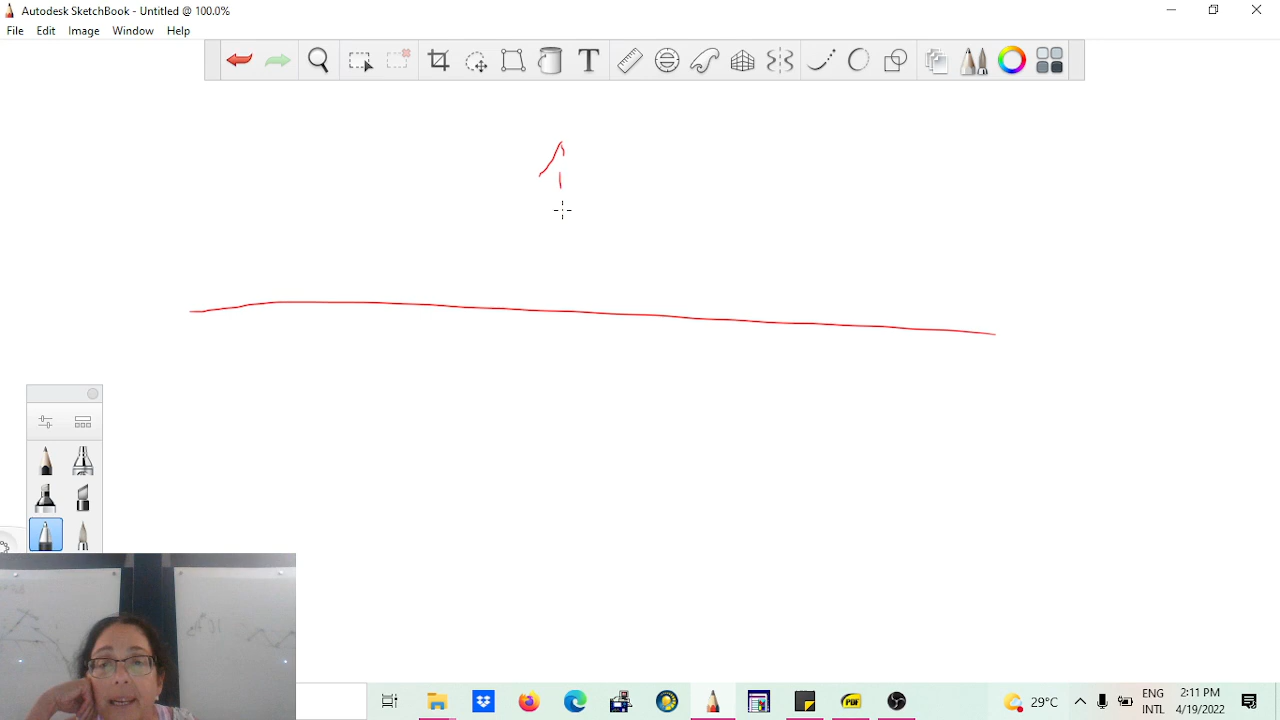 Autodesk SketchBook - Untitled @ 100.0%
File Edit Image Window Help
T
PDF
29°C
ENG
INTL
2:11 PM
4/19/2022